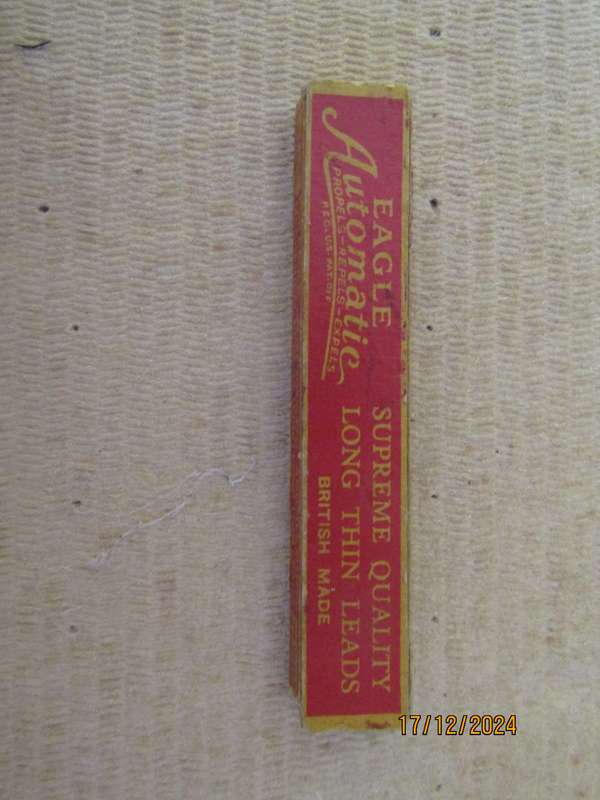 EAGLE
Automatic
PROPELS-REPELS-EXPELS
REG. U.S. PAT. OFF
SUPREME QUALITY
LONG THIN LEADS
BRITISH MADE
17/12/2024